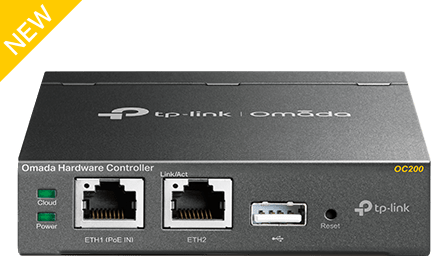 NEW
tp-link | omada
Omada Hardware Controller
Link/Act
OC200
Cloud
Power
ETH1 (PoE IN)
ETH2
Reset
tp-link